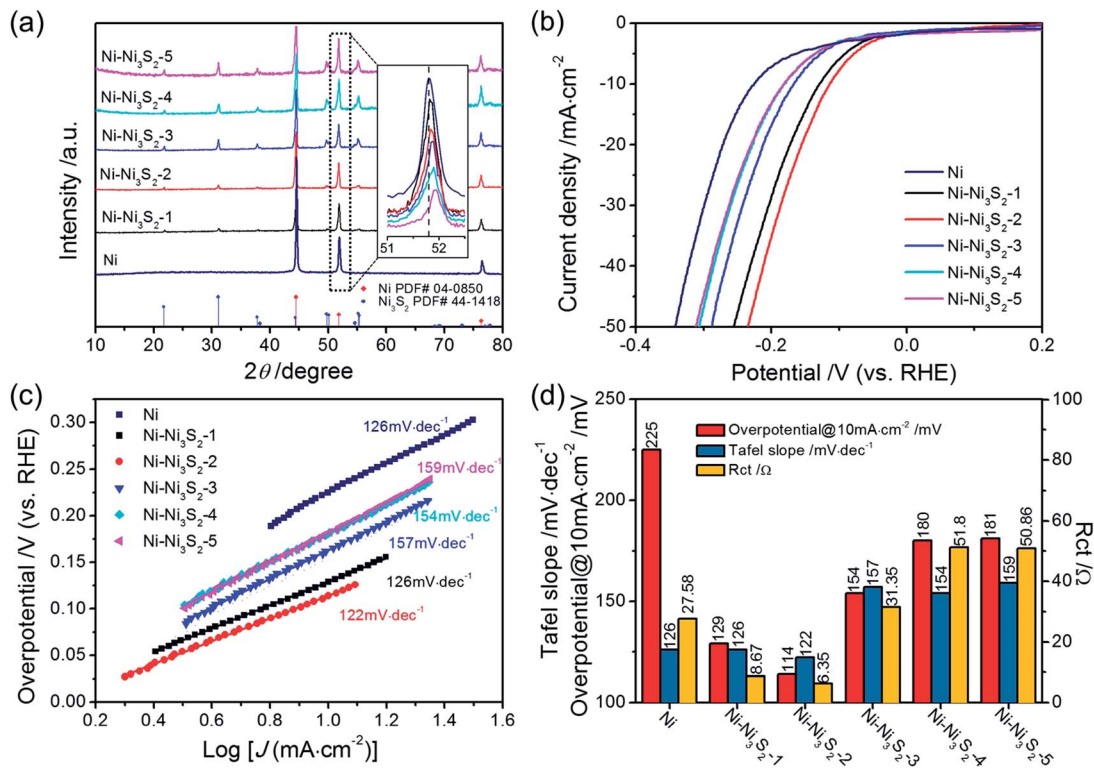 (a)
Intensity /a.u.
Ni–Ni₃S₂-5
Ni–Ni₃S₂-4
Ni–Ni₃S₂-3
Ni–Ni₃S₂-2
Ni–Ni₃S₂-1
Ni
51 52
Ni PDF# 04-0850
Ni₃S₂ PDF# 44-1418
10 20 30 40 50 60 70 80
2θ /degree
(b)
Current density /mA·cm⁻²
0
-10
-20
-30
-40
-50
Ni
Ni-Ni₃S₂-1
Ni-Ni₃S₂-2
Ni-Ni₃S₂-3
Ni-Ni₃S₂-4
Ni-Ni₃S₂-5
-0.4 -0.2 0.0 0.2
Potential /V (vs. RHE)
(c)
Overpotential /V (vs. RHE)
0.30
0.25
0.20
0.15
0.10
0.05
0.00
Ni
Ni–Ni₃S₂-1
Ni–Ni₃S₂-2
Ni–Ni₃S₂-3
Ni–Ni₃S₂-4
Ni–Ni₃S₂-5
126mV·dec⁻¹
159mV·dec⁻¹
154mV·dec⁻¹
157mV·dec⁻¹
126mV·dec⁻¹
122mV·dec⁻¹
0.2 0.4 0.6 0.8 1.0 1.2 1.4 1.6
Log [J (mA·cm⁻²]
(d)
Tafel slope /mV·dec⁻¹
Overpotential@10mA·cm⁻² /mV
250
225
200
175
150
125
100
Overpotential@10mA·cm⁻² /mV
Tafel slope /mV·dec⁻¹
Rct /Ω
225 126 27.58
129 126 8.67
114 122 6.35
154 157 31.35
180 154 51.8
181 159 50.86
100
80
60
40
20
0
Rct /Ω
Ni
Ni-Ni₃S₂-1
Ni-Ni₃S₂-2
Ni-Ni₃S₂-3
Ni-Ni₃S₂-4
Ni-Ni₃S₂-5